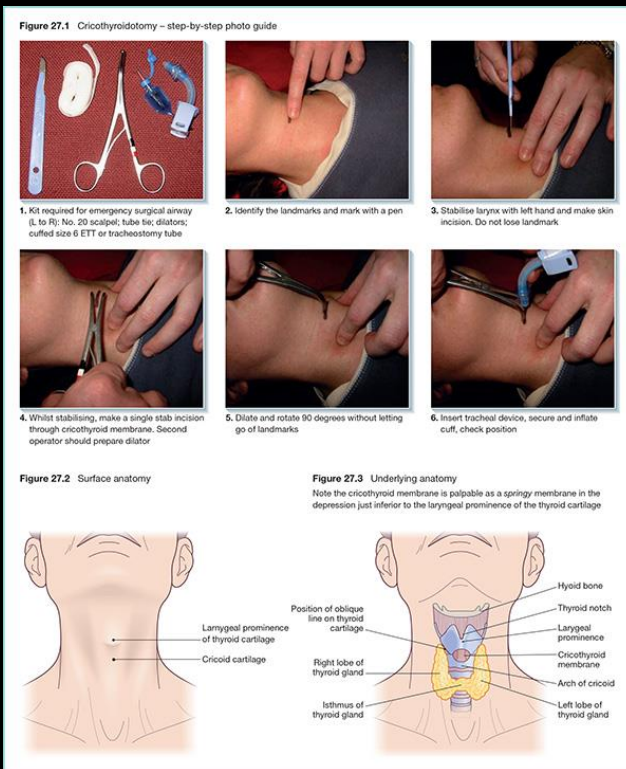 Figure 27.1 Cricothyroidotomy – step-by-step photo guide
1. Kit required for emergency surgical airway
(L to R): No. 20 scalpel; tube tie; dilators;
cuffed size 6 ETT or tracheostomy tube
2. Identify the landmarks and mark with a pen
3. Stabilise larynx with left hand and make skin
incision. Do not lose landmark
4. Whilst stabilising, make a single stab incision
through cricothyroid membrane. Second
operator should prepare dilator
5. Dilate and rotate 90 degrees without letting
go of landmarks
6. Insert tracheal device, secure and inflate
cuff, check position
Figure 27.2 Surface anatomy
Larnygeal prominence
of thyroid cartilage
Cricoid cartilage
Figure 27.3 Underlying anatomy
Note the cricothyroid membrane is palpable as a springy membrane in the
depression just inferior to the laryngeal prominence of the thyroid cartilage
Position of oblique
line on thyroid
cartilage
Right lobe of
thyroid gland
Isthmus of
thyroid gland
Hyoid bone
Thyroid notch
Larygeal
prominence
Cricothyroid
membrane
Arch of cricoid
Left lobe of
thyroid gland